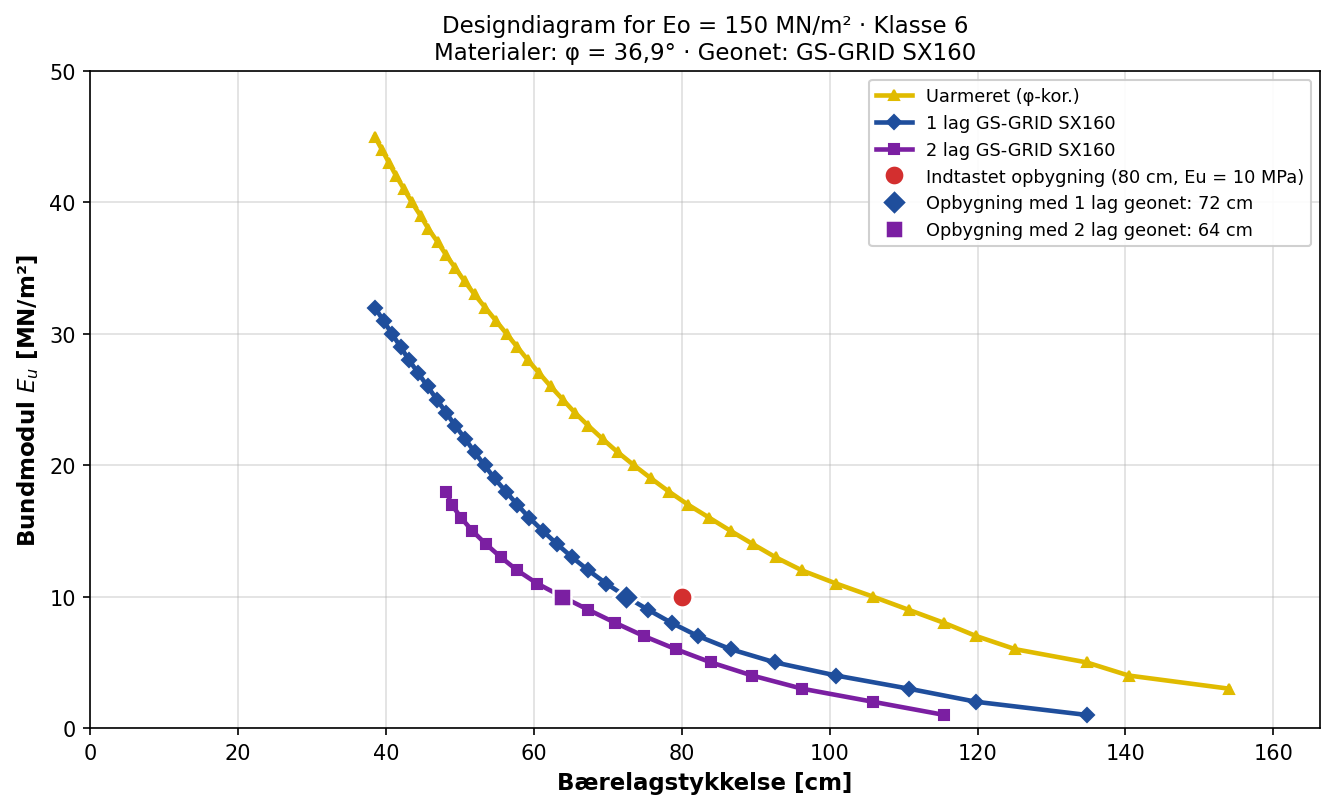 Designdiagram for Eo = 150 MN/m² · Klasse 6
Materialer: φ = 36,9° · Geonet: GS-GRID SX160
Uarmeret (φ-kor.)
1 lag GS-GRID SX160
2 lag GS-GRID SX160
Indtastet opbygning (80 cm, Eu = 10 MPa)
Opbygning med 1 lag geonet: 72 cm
Opbygning med 2 lag geonet: 64 cm
Bundmodul Eᵤ [MN/m²]
50
40
30
20
10
0
0 20 40 60 80 100 120 140 160
Bærelagstykkelse [cm]